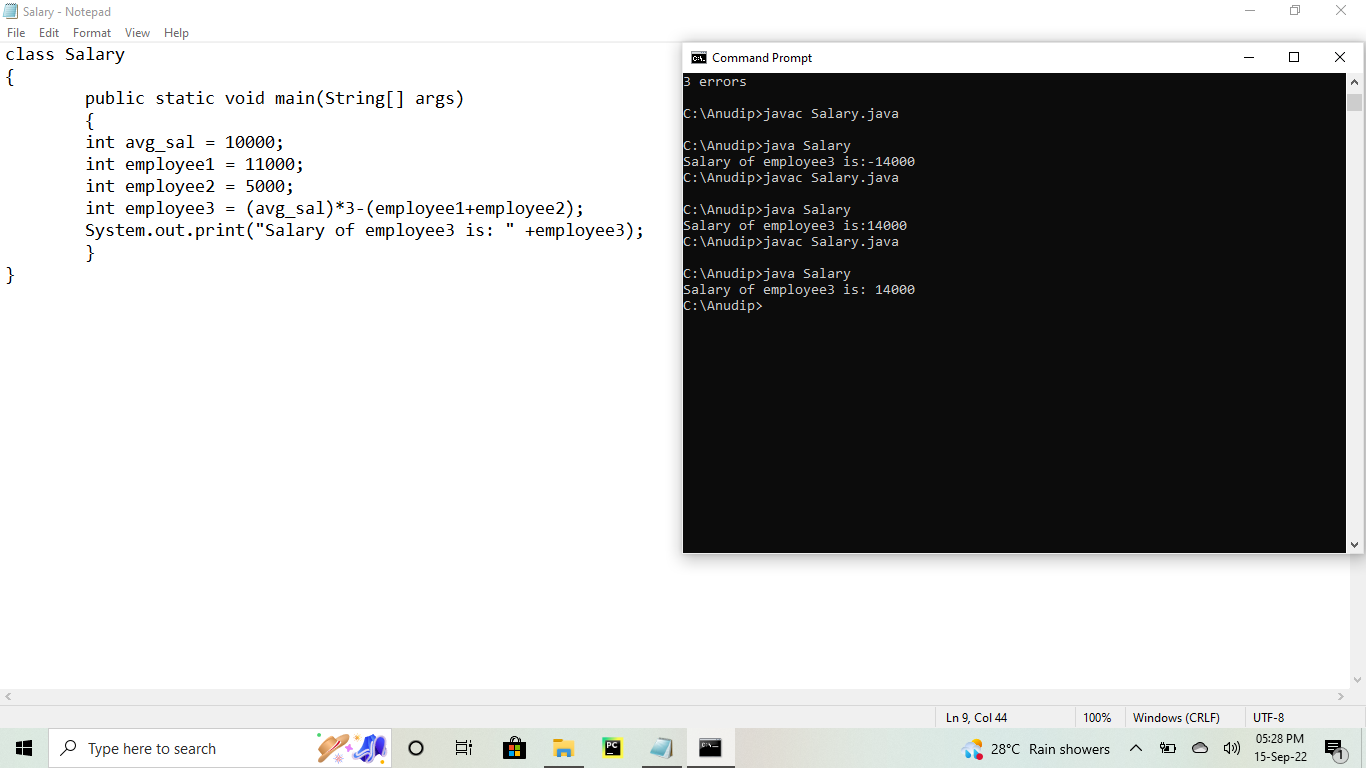 Salary - Notepad
File Edit Format View Help
class Salary
{
public static void main(String[] args)
{
int avg_sal = 10000;
int employee1 = 11000;
int employee2 = 5000;
int employee3 = (avg_sal)*3-(employee1+employee2);
System.out.print("Salary of employee3 is: " +employee3);
}
}
Command Prompt
3 errors
C:\Anudip>javac Salary.java
C:\Anudip>java Salary
Salary of employee3 is:-14000
C:\Anudip>javac Salary.java
C:\Anudip>java Salary
Salary of employee3 is:14000
C:\Anudip>javac Salary.java
C:\Anudip>java Salary
Salary of employee3 is: 14000
C:\Anudip>
Ln 9, Col 44 100% Windows (CRLF) UTF-8
Type here to search
PC
28°C Rain showers
05:28 PM
15-Sep-22
1